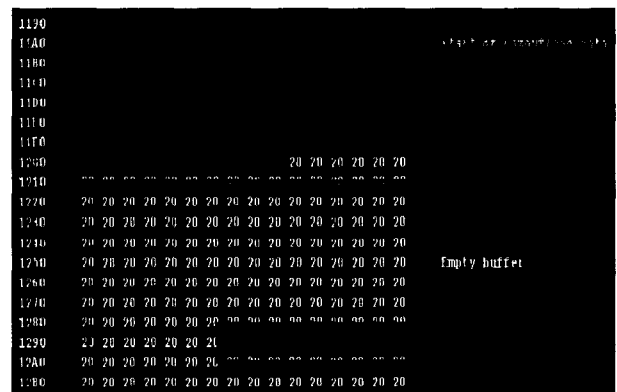 1190
11A0 start of
11B0
11C0
11D0
11E0
11F0
1200 20 20 20 20 20 20
1210
1220 20 20 20 20 20 20 20 20 20 20 20 20 20 20 20 20
1230 20 20 20 20 20 20 20 20 20 20 20 20 20 20 20 20
1240 20 20 20 20 20 20 20 20 20 20 20 20 20 20 20 20
1250 20 20 20 20 20 20 20 20 20 20 20 20 20 20 20 20 Empty buffer
1260 20 20 20 20 20 20 20 20 20 20 20 20 20 20 20 20
1270 20 20 20 20 20 20 20 20 20 20 20 20 20 20 20 20
1280 20 20 20 20 20 20 20
1290 20 20 20 20 20 20 20
12A0 20 20 20 20 20 20 20
12B0 20 20 20 20 20 20 20 20 20 20 20 20 20 20 20 20